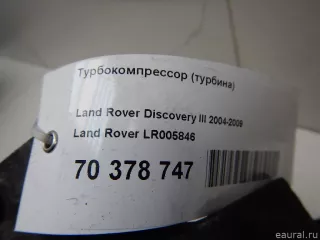 Турбокомпрессор (турбина)
Land Rover Discovery III 2004-2009
Land Rover LR005846
70 378 747
eaural.ru